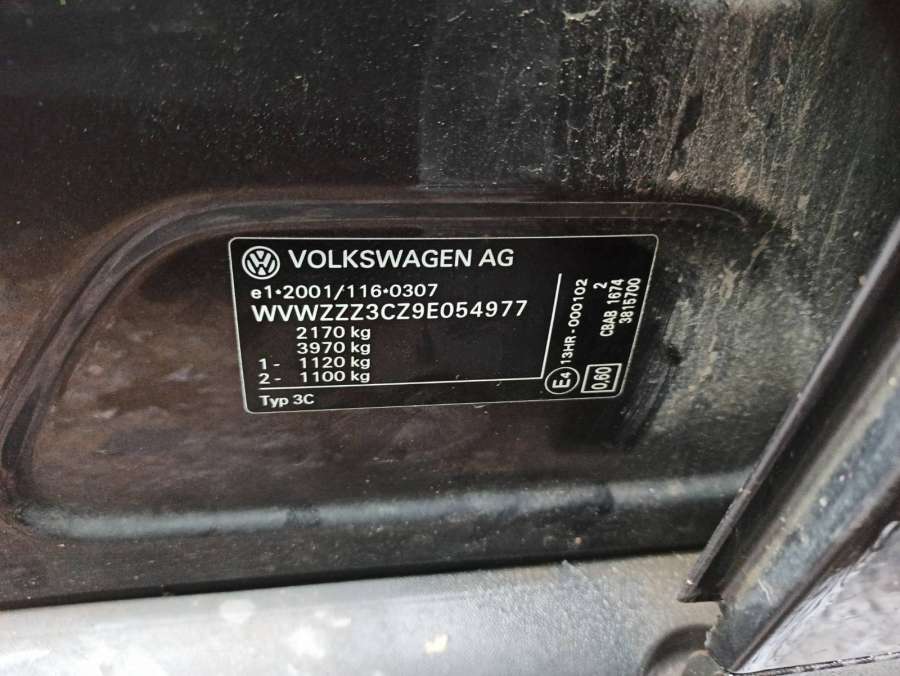 VOLKSWAGEN AG
e1*2001/116*0307
WVWZZZ3CZ9E054977
2170 kg
3970 kg
1 - 1120 kg
2 - 1100 kg
Typ 3C
E4
13HR-000102
2
CBAB 1674
3815700
0,60